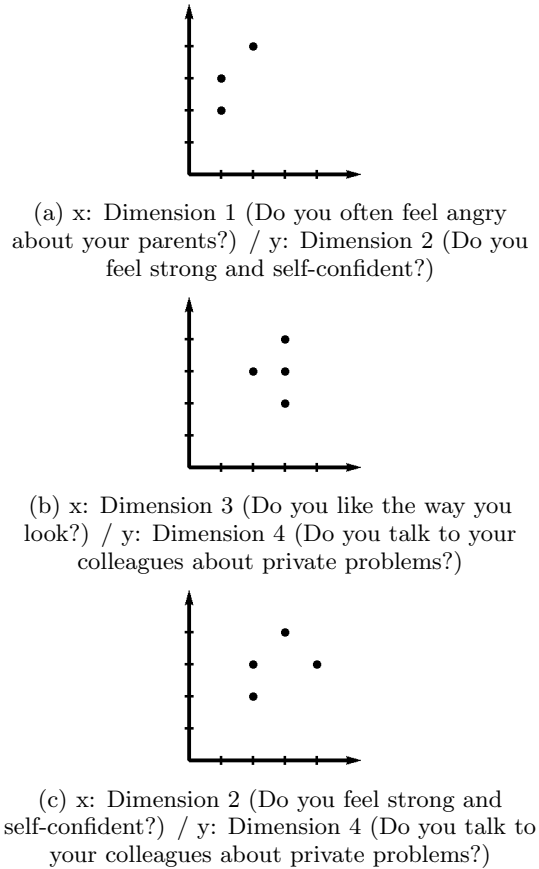 (a) x: Dimension 1 (Do you often feel angry
about your parents?) / y: Dimension 2 (Do you
feel strong and self-confident?)
(b) x: Dimension 3 (Do you like the way you
look?) / y: Dimension 4 (Do you talk to your
colleagues about private problems?)
(c) x: Dimension 2 (Do you feel strong and
self-confident?) / y: Dimension 4 (Do you talk to
your colleagues about private problems?)